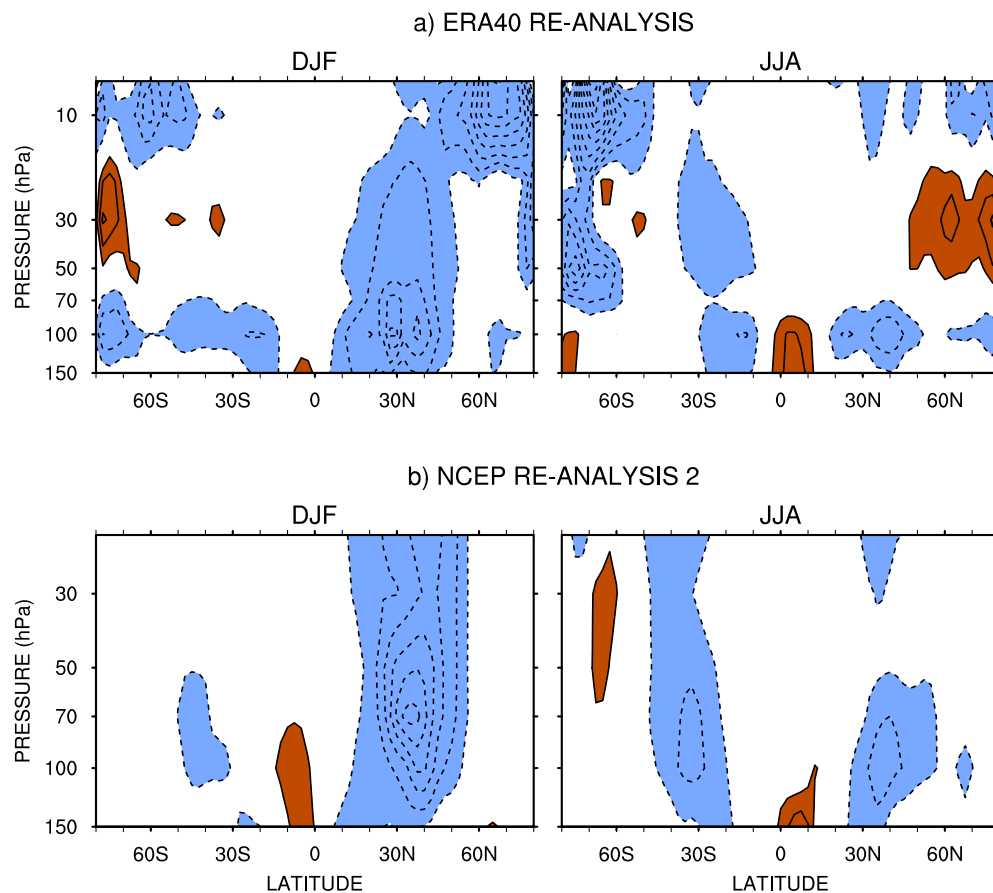 a) ERA40 RE-ANALYSIS
DJF
JJA
PRESSURE (hPa)
10
30
50
70
100
150
60S 30S 0 30N 60N
60S 30S 0 30N 60N
b) NCEP RE-ANALYSIS 2
DJF
JJA
PRESSURE (hPa)
30
50
70
100
150
60S 30S 0 30N 60N
60S 30S 0 30N 60N
LATITUDE
LATITUDE